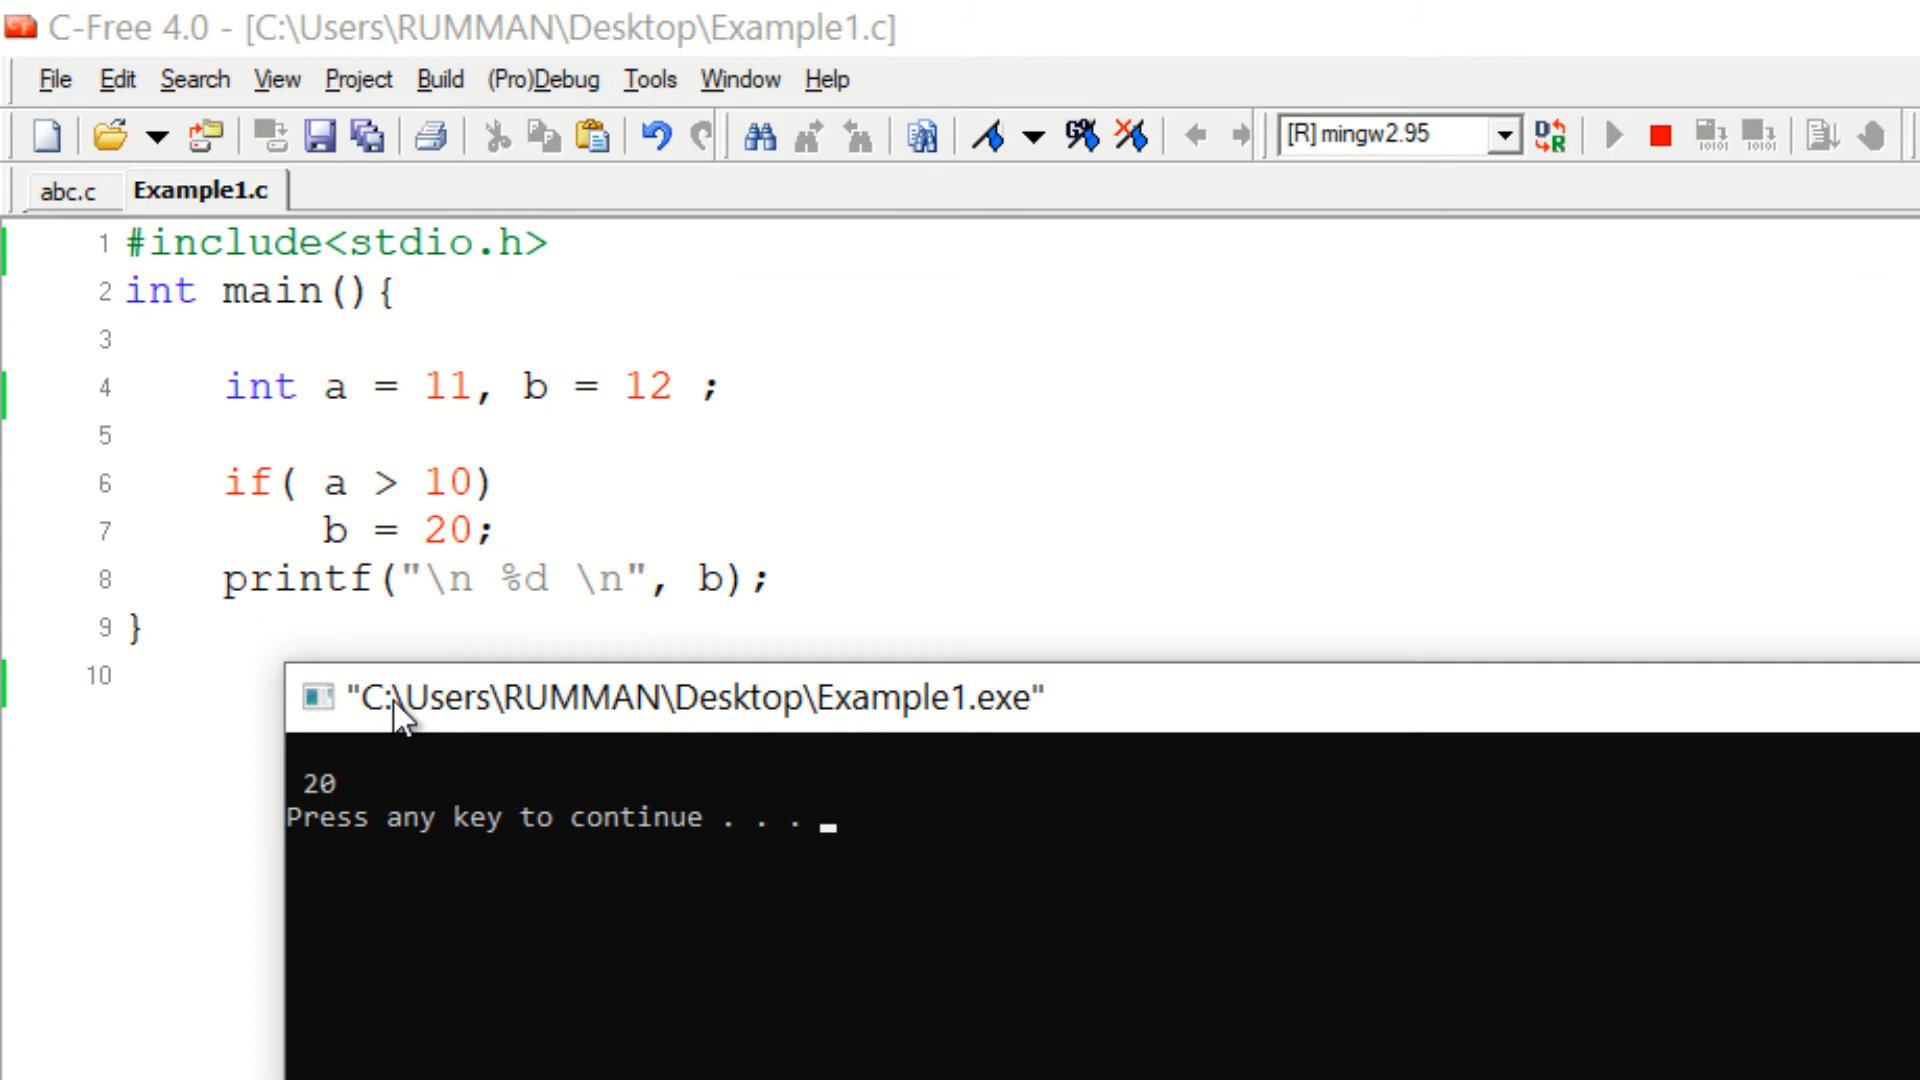 C-Free 4.0 - [C:\Users\RUMMAN\Desktop\Example1.c]
File Edit Search View Project Build (Pro)Debug Tools Window Help
[R] mingw2.95
abc.c Example1.c
1 #include<stdio.h>
2 int main(){
3
4 int a = 11, b = 12 ;
5
6 if( a > 10)
7 b = 20;
8 printf("\n %d \n", b);
9 }
10
"C:\Users\RUMMAN\Desktop\Example1.exe"
20
Press any key to continue . . .